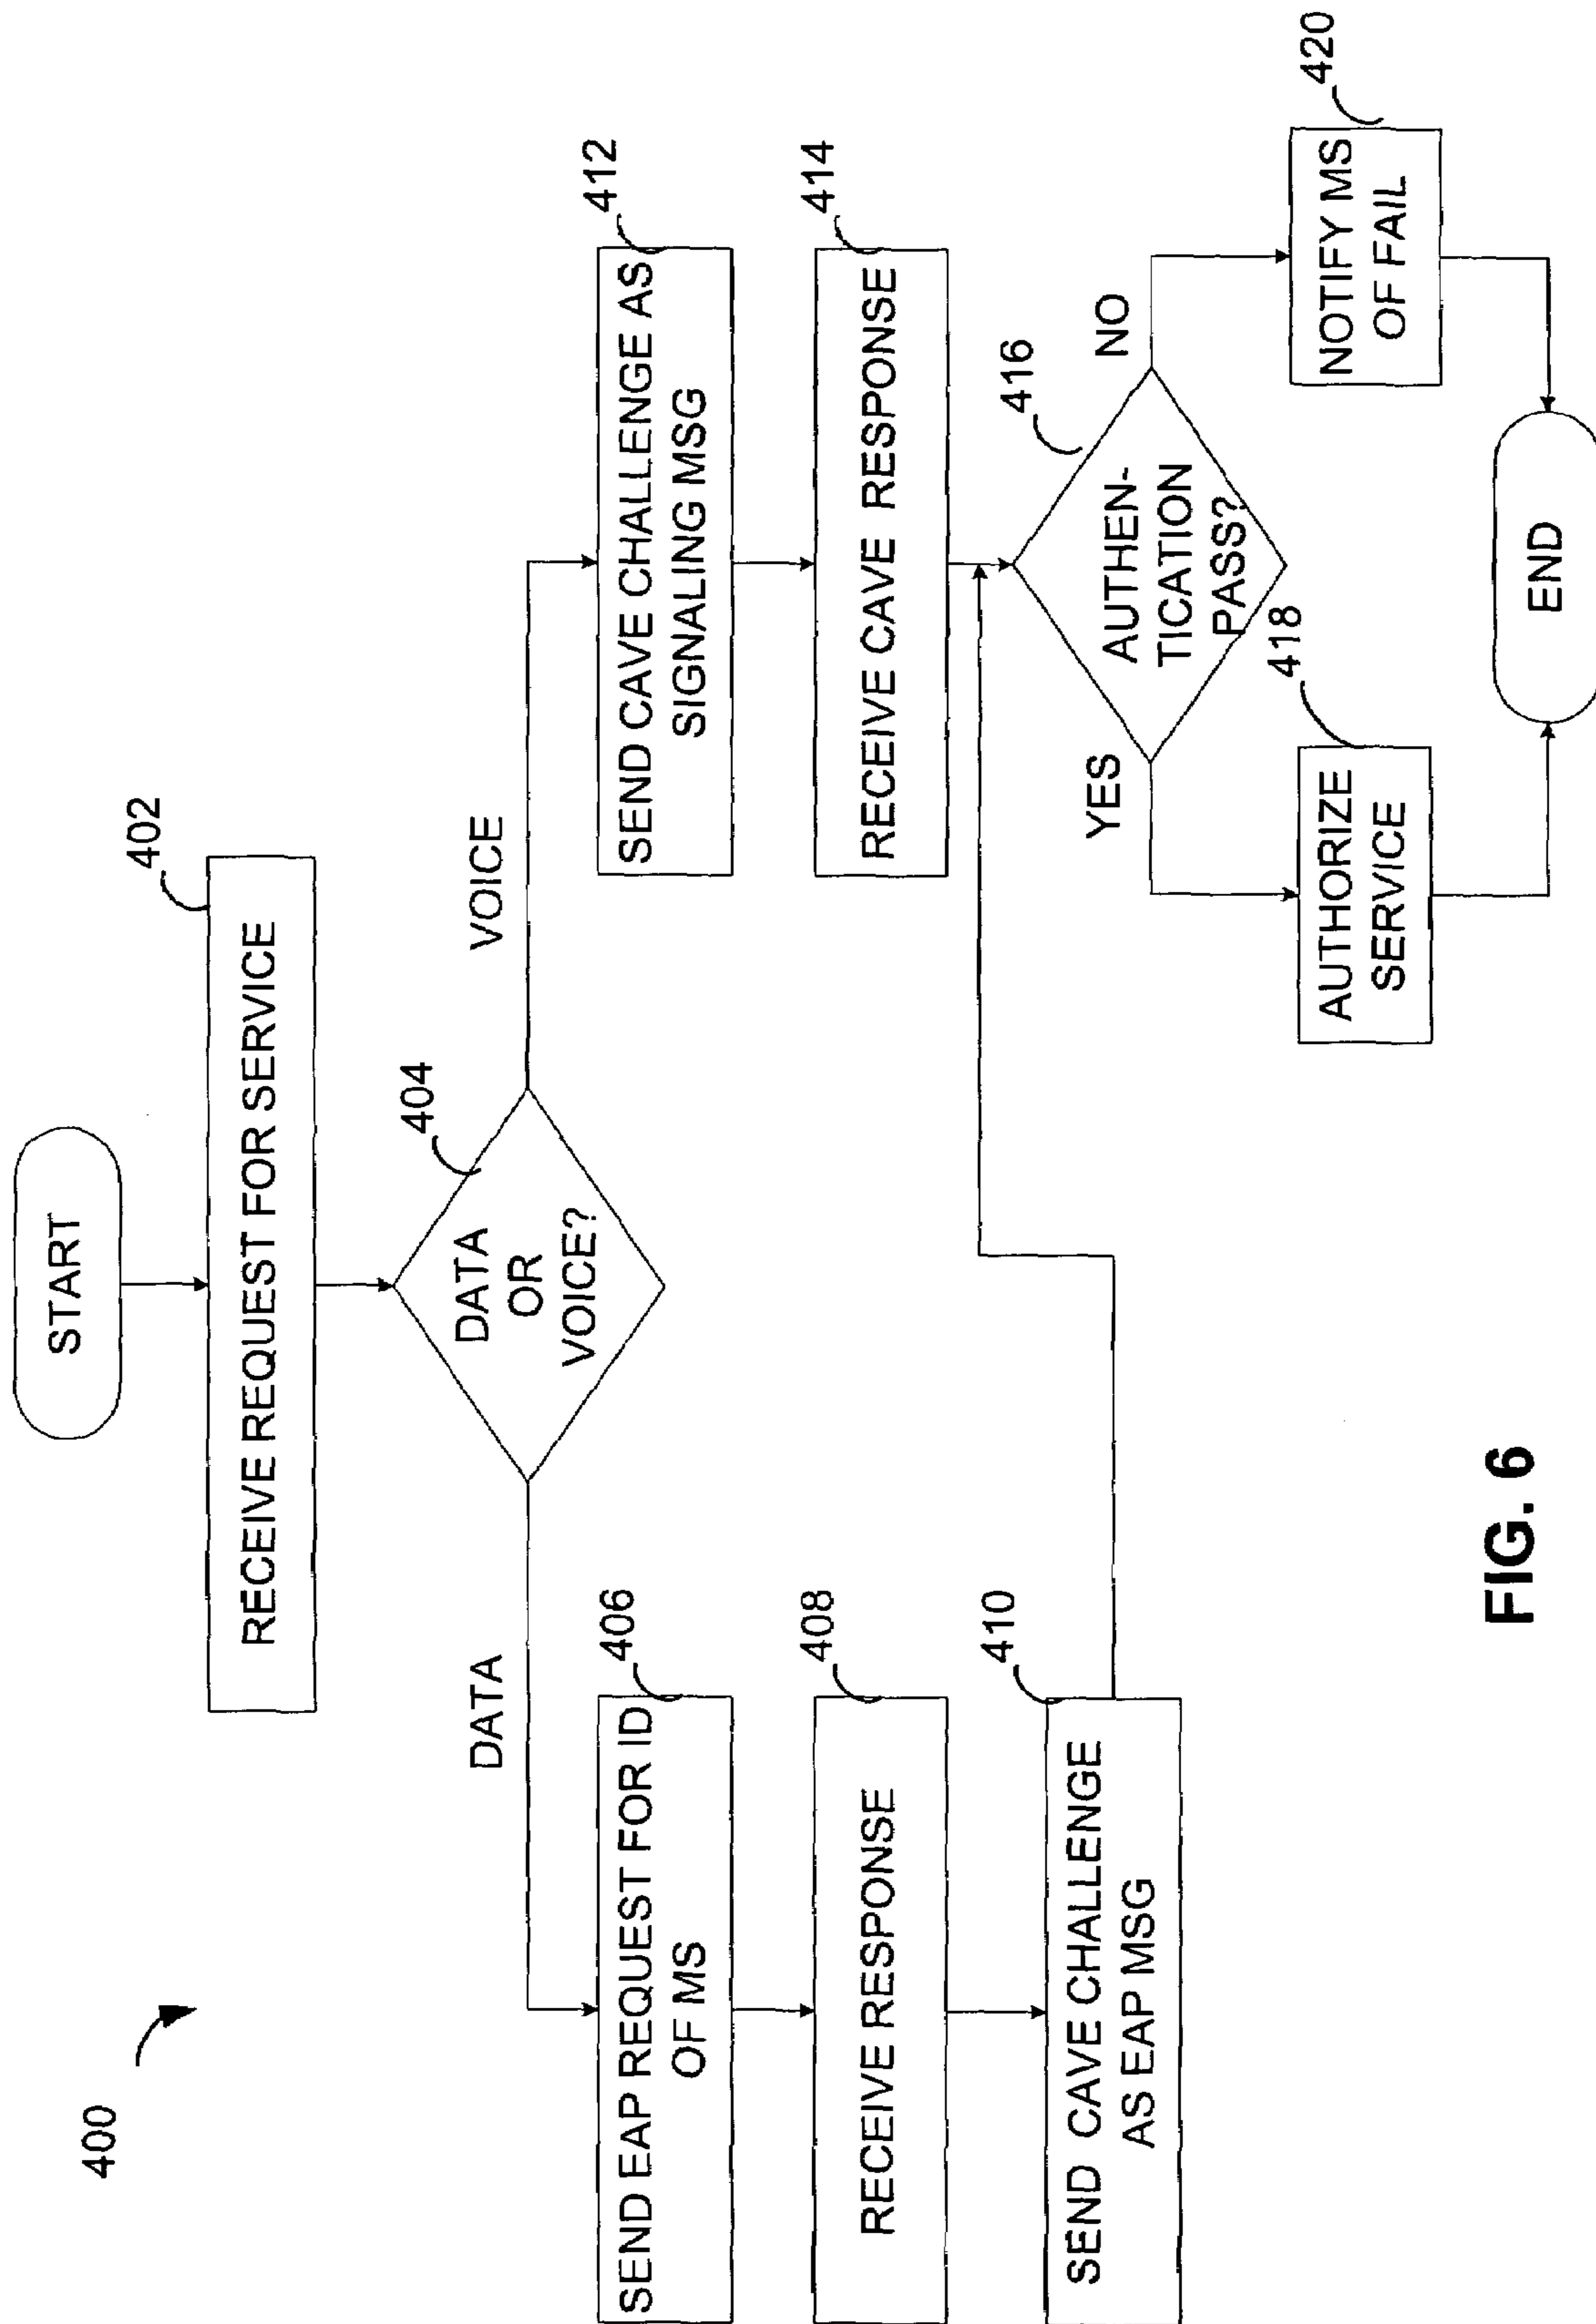 400
START
402
RECEIVE REQUEST FOR SERVICE
404
DATA
OR
VOICE?
DATA
VOICE
406
SEND EAP REQUEST FOR ID
OF MS
408
RECEIVE RESPONSE
410
SEND CAVE CHALLENGE
AS EAP MSG
412
SEND CAVE CHALLENGE AS
SIGNALING MSG
414
RECEIVE CAVE RESPONSE
416
AUTHEN-
TICATION
PASS?
YES
NO
418
AUTHORIZE
SERVICE
420
NOTIFY MS
OF FAIL
END
FIG. 6